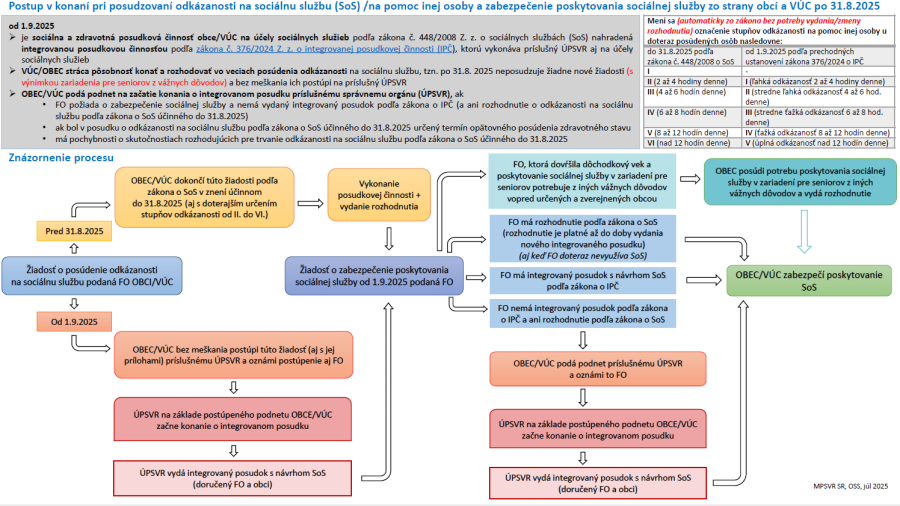 Postup v konaní pri posudzovaní odkázanosti na sociálnu službu (SoS) /na pomoc inej osoby a zabezpečenie poskytovania sociálnej služby zo strany obcí a VÚC po 31.8.2025
od 1.9.2025
je sociálna a zdravotná posudková činnosť obce/VÚC na účely sociálnych služieb podľa zákona č. 448/2008 Z. z. o sociálnych službách (SoS) nahradená
integrovanou posudkovou činnosťou podľa zákona č. 376/2024 Z. z. o integrovanej posudkovej činnosti (IPČ), ktorú vykonáva príslušný ÚPSVR aj na účely
sociálnych služieb
VÚC/OBEC stráca pôsobnosť konať a rozhodovať vo veciach posúdenia odkázanosti na sociálnu službu, tzn. po 31.8. 2025 neposudzuje žiadne nové žiadosti (s
výnimkou zariadenia pre seniorov z vážnych dôvodov) a bez meškania ich postúpi na príslušný ÚPSVR
OBEC/VÚC podá podnet na začatie konania o integrovanom posudku príslušnému správnemu orgánu (ÚPSVR), ak
• FO požiada o zabezpečenie sociálnej služby a nemá vydaný integrovaný posudok podľa zákona o IPČ (a ani rozhodnutie o odkázanosti na sociálnu
službu podľa zákona o SoS účinného do 31.8.2025)
• ak bol v posudku o odkázanosti na sociálnu službu podľa zákona o SoS účinného do 31.8.2025 určený termín opätovného posúdenia zdravotného stavu
• má pochybnosti o skutočnostiach rozhodujúcich pre trvanie odkázanosti na sociálnu službu podľa zákona o SoS účinného do 31.8.2025
Mení sa (automaticky zo zákona bez potreby vydania/zmeny
rozhodnutia) označenie stupňov odkázanosti na pomoc inej osoby u
doteraz posúdených osôb nasledovne:
do 31.8.2025 podľa
zákona č. 448/2008 o SoS
od 1.9.2025 podľa prechodných
ustanovení zákona 376/2024 o IPČ
I
-
II (2 až 4 hodiny denne)
I (ľahká odkázanosť 2 až 4 hodiny denne)
III (4 až 6 hodín denne)
II (stredne ľahká odkázanosť 4 až 6 hod.
denne)
IV (6 až 8 hodín denne)
III (stredne ťažká odkázanosť 6 až 8 hod.
denne)
V (8 až 12 hodín denne)
IV (ťažká odkázanosť 8 až 12 hodín denne)
VI (nad 12 hodín denne)
V (úplná odkázanosť nad 12 hodín denne)
Znázornenie procesu
OBEC/VÚC dokončí túto žiadosti podľa
zákona o SoS v znení účinnom
do 31.8.2025 (aj s doterajším určením
stupňov odkázanosti od II. do VI.)
Vykonanie
posudkovej činnosti +
vydanie rozhodnutia
FO, ktorá dovŕšila dôchodkový vek a
poskytovanie sociálnej služby v zariadení pre
seniorov potrebuje z iných vážnych dôvodov
vopred určených a zverejnených obcou
OBEC posúdi potrebu poskytovania sociálnej
služby v zariadení pre seniorov z iných
vážnych dôvodov a vydá rozhodnutie
Pred 31.8.2025
FO má rozhodnutie podľa zákona o SoS
(rozhodnutie je platné až do doby vydania
nového integrovaného posudku)
(aj keď FO doteraz nevyužíva SoS)
Žiadosť o posúdenie odkázanosti
na sociálnu službu podaná FO OBCI/VÚC
Žiadosť o zabezpečenie poskytovania
sociálnej služby od 1.9.2025 podaná FO
FO má integrovaný posudok s návrhom SoS
podľa zákona o IPČ
OBEC/VÚC zabezpečí poskytovanie
SoS
Od 1.9.2025
FO nemá integrovaný posudok podľa zákona
o IPČ a ani rozhodnutie podľa zákona o SoS
OBEC/VÚC bez meškania postúpi túto žiadosť (aj s jej
prílohami) príslušnému ÚPSVR a oznámi postúpenie aj FO
OBEC/VÚC podá podnet príslušnému ÚPSVR
a oznámi to FO
ÚPSVR na základe postúpeného podnetu OBCE/VÚC
začne konanie o integrovanom posudku
ÚPSVR na základe postúpeného podnetu OBCE/VÚC
začne konanie o integrovanom posudku
ÚPSVR vydá integrovaný posudok s návrhom SoS
(doručený FO a obci)
ÚPSVR vydá integrovaný posudok s návrhom SoS
(doručený FO a obci)
MPSVR SR, OSS, júl 2025